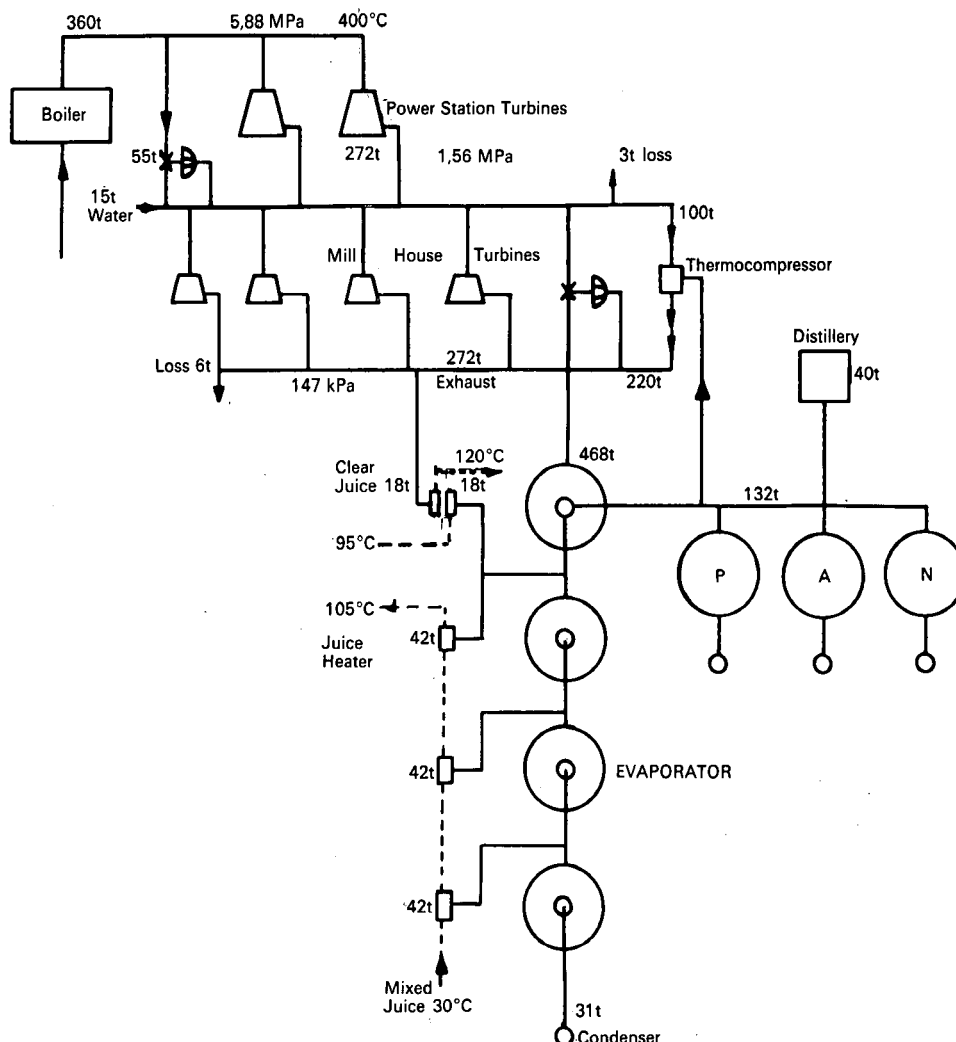 360t 5,88 MPa 400°C
Boiler
Power Station Turbines
55t
272t
1,56 MPa
3t loss
15t
Water
100t
Mill House Turbines
Thermocompressor
Distillery
40t
Loss 6t
147 kPa
272t
Exhaust
220t
468t
132t
Clear
Juice 18t
120°C
18t
95°C
P A N
105°C
42t
Juice
Heater
42t
EVAPORATOR
42t
Mixed
Juice 30°C
31t
Condenser